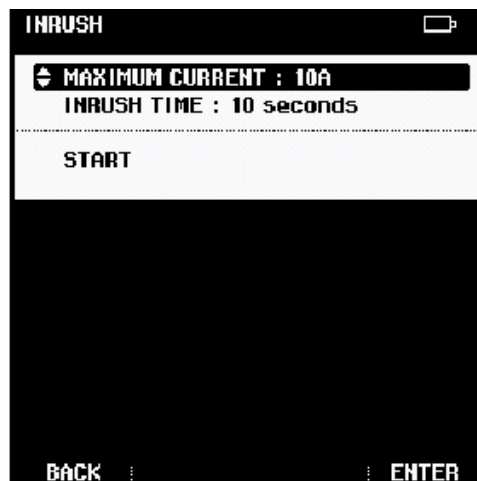 INRUSH
MAXIMUM CURRENT : 10A
INRUSH TIME : 10 seconds
START
BACK
ENTER